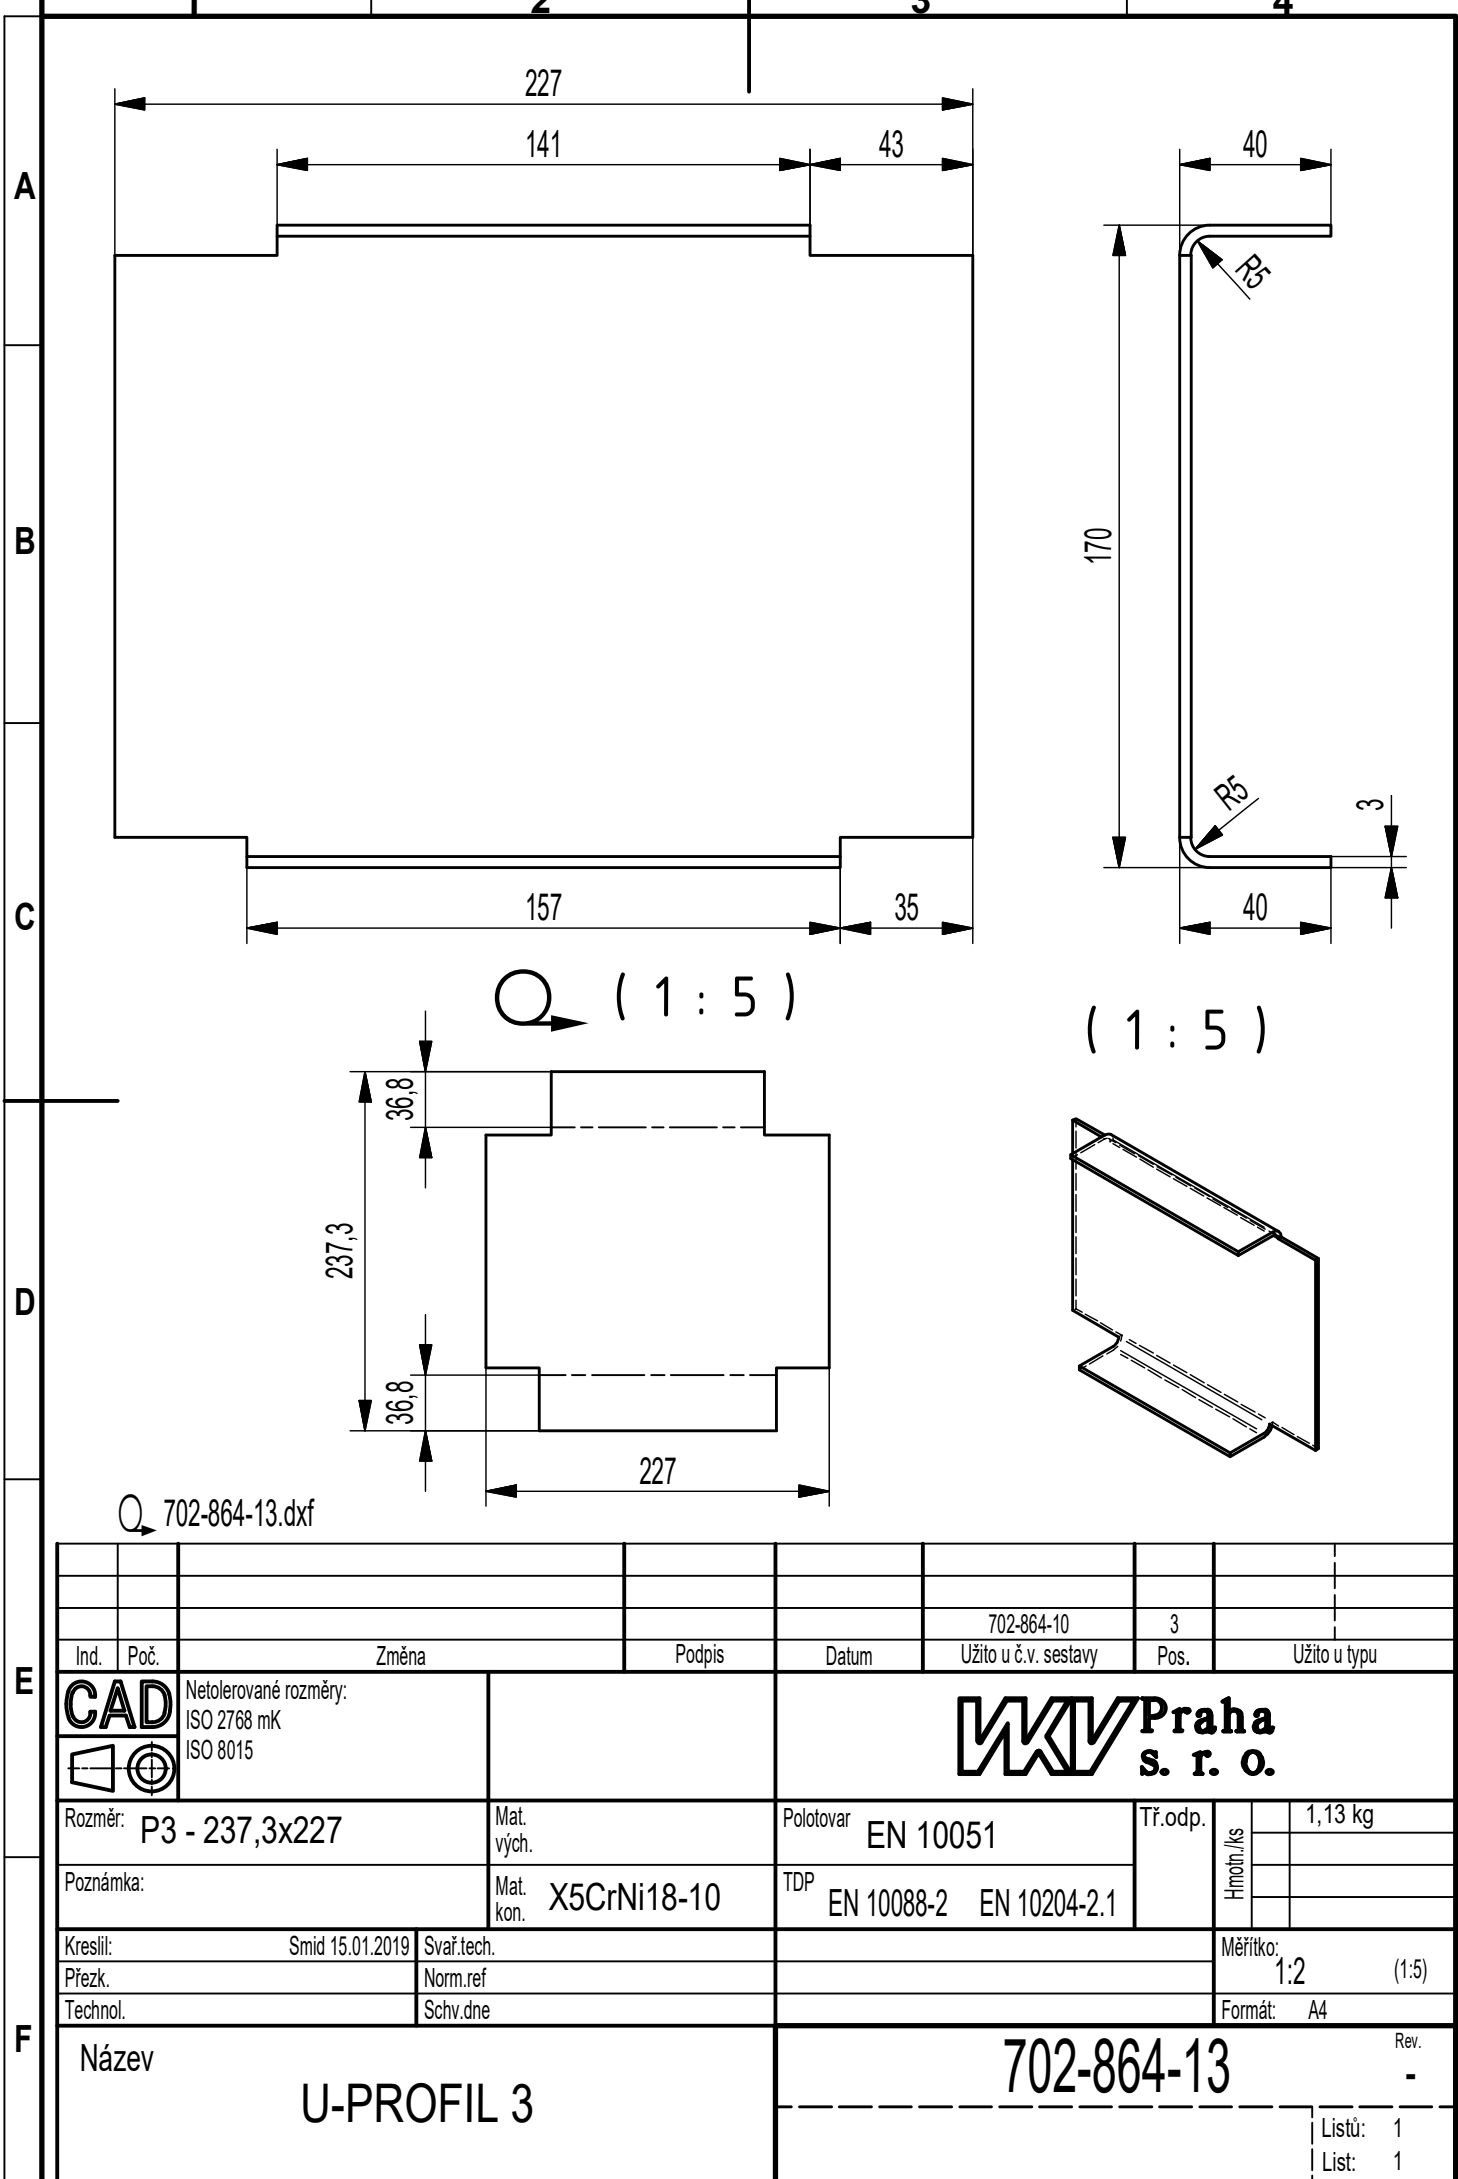 2 3 4
227
141 43 40
A
R5
B
170
R5
3
C
157 35 40
( 1 : 5 )
( 1 : 5 )
36,8
237,3
D
36,8
227
702-864-13.dxf
702-864-10 3
Ind. Poč. Změna Podpis Datum Užito u č.v. sestavy Pos. Užito u typu
E
CAD Netolerované rozměry:
ISO 2768 mK
ISO 8015
VKV Praha
s. r. o.
Rozměr: P3 - 237,3x227
Mat.
vých.
Polotovar EN 10051
Tř.odp.
Hmotn./ks
1,13 kg
Poznámka:
Mat.
kon.
X5CrNi18-10
TDP EN 10088-2 EN 10204-2.1
Kreslil: Smid 15.01.2019 Svař.tech.
Měřítko:
1:2 (1:5)
Přezk. Norm.ref
Technol. Schv.dne
Formát: A4
F
Název
U-PROFIL 3
702-864-13
Rev.
-
Listů: 1
List: 1